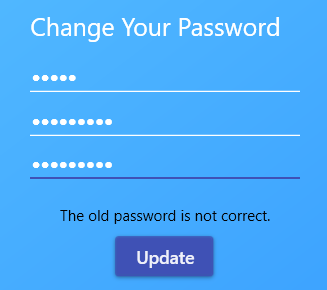 Change Your Password
•••••
•••••••••
•••••••••
The old password is not correct.
Update